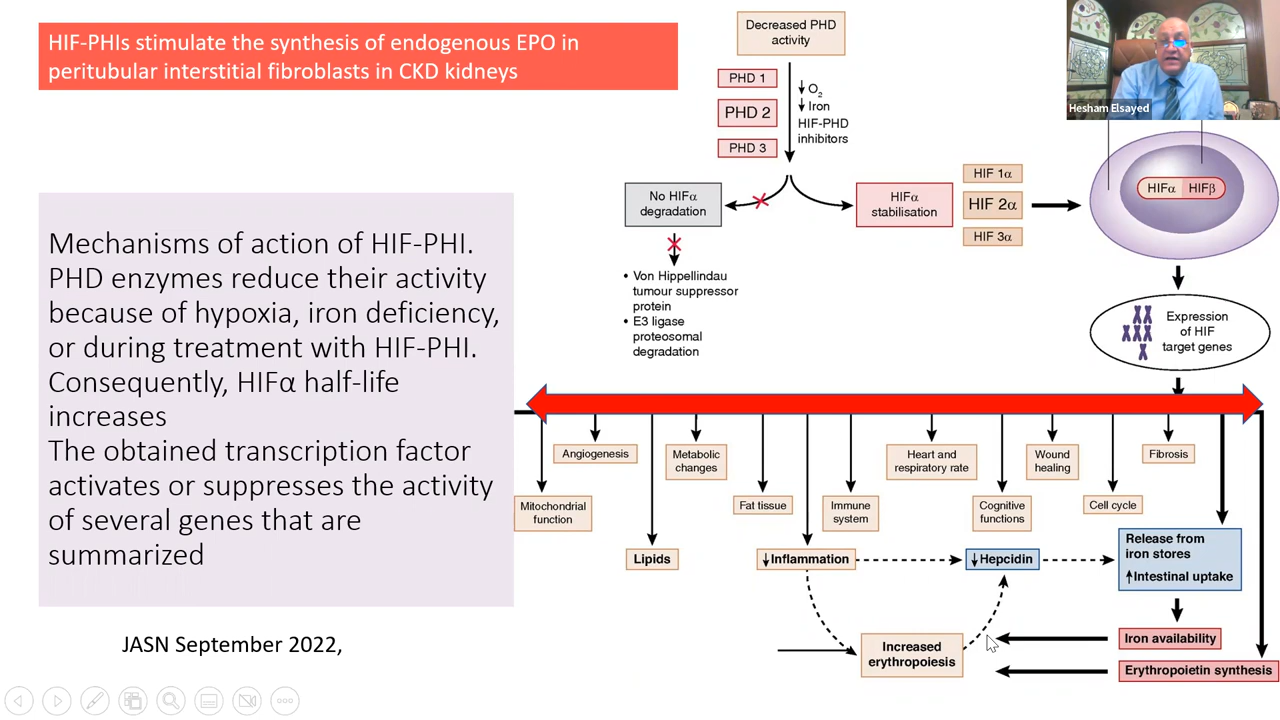 HIF-PHIs stimulate the synthesis of endogenous EPO in
peritubular interstitial fibroblasts in CKD kidneys
Mechanisms of action of HIF-PHI.
PHD enzymes reduce their activity
because of hypoxia, iron deficiency,
or during treatment with HIF-PHI.
Consequently, HIFα half-life
increases
The obtained transcription factor
activates or suppresses the activity
of several genes that are
summarized
JASN September 2022,
Decreased PHD
activity
PHD 1
PHD 2
PHD 3
↓ O₂
↓ Iron
HIF-PHD
inhibitors
Hesham Elsayed
No HIFα
degradation
HIFα
stabilisation
HIF 1α
HIF 2α
HIF 3α
HIFα HIFβ
• Von Hippellindau
tumour suppressor
protein
• E3 ligase
proteosomal
degradation
Expression
of HIF
target genes
Angiogenesis
Metabolic
changes
Heart and
respiratory rate
Wound
healing
Fibrosis
Mitochondrial
function
Fat tissue
Immune
system
Cognitive
functions
Cell cycle
Lipids
↓Inflammation
↓Hepcidin
Release from
iron stores
↑Intestinal uptake
Increased
erythropoiesis
Iron availability
Erythropoietin synthesis